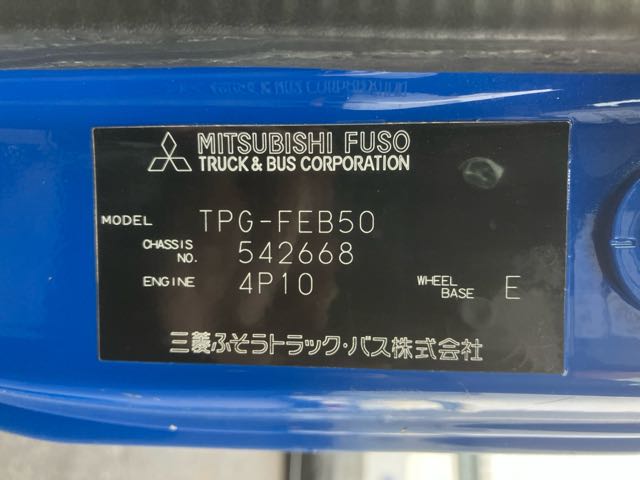 MITSUBISHI FUSO
TRUCK & BUS CORPORATION
MODEL TPG-FEB50
CHASSIS NO. 542668
ENGINE 4P10 WHEEL BASE E
三菱ふそうトラック・バス株式会社